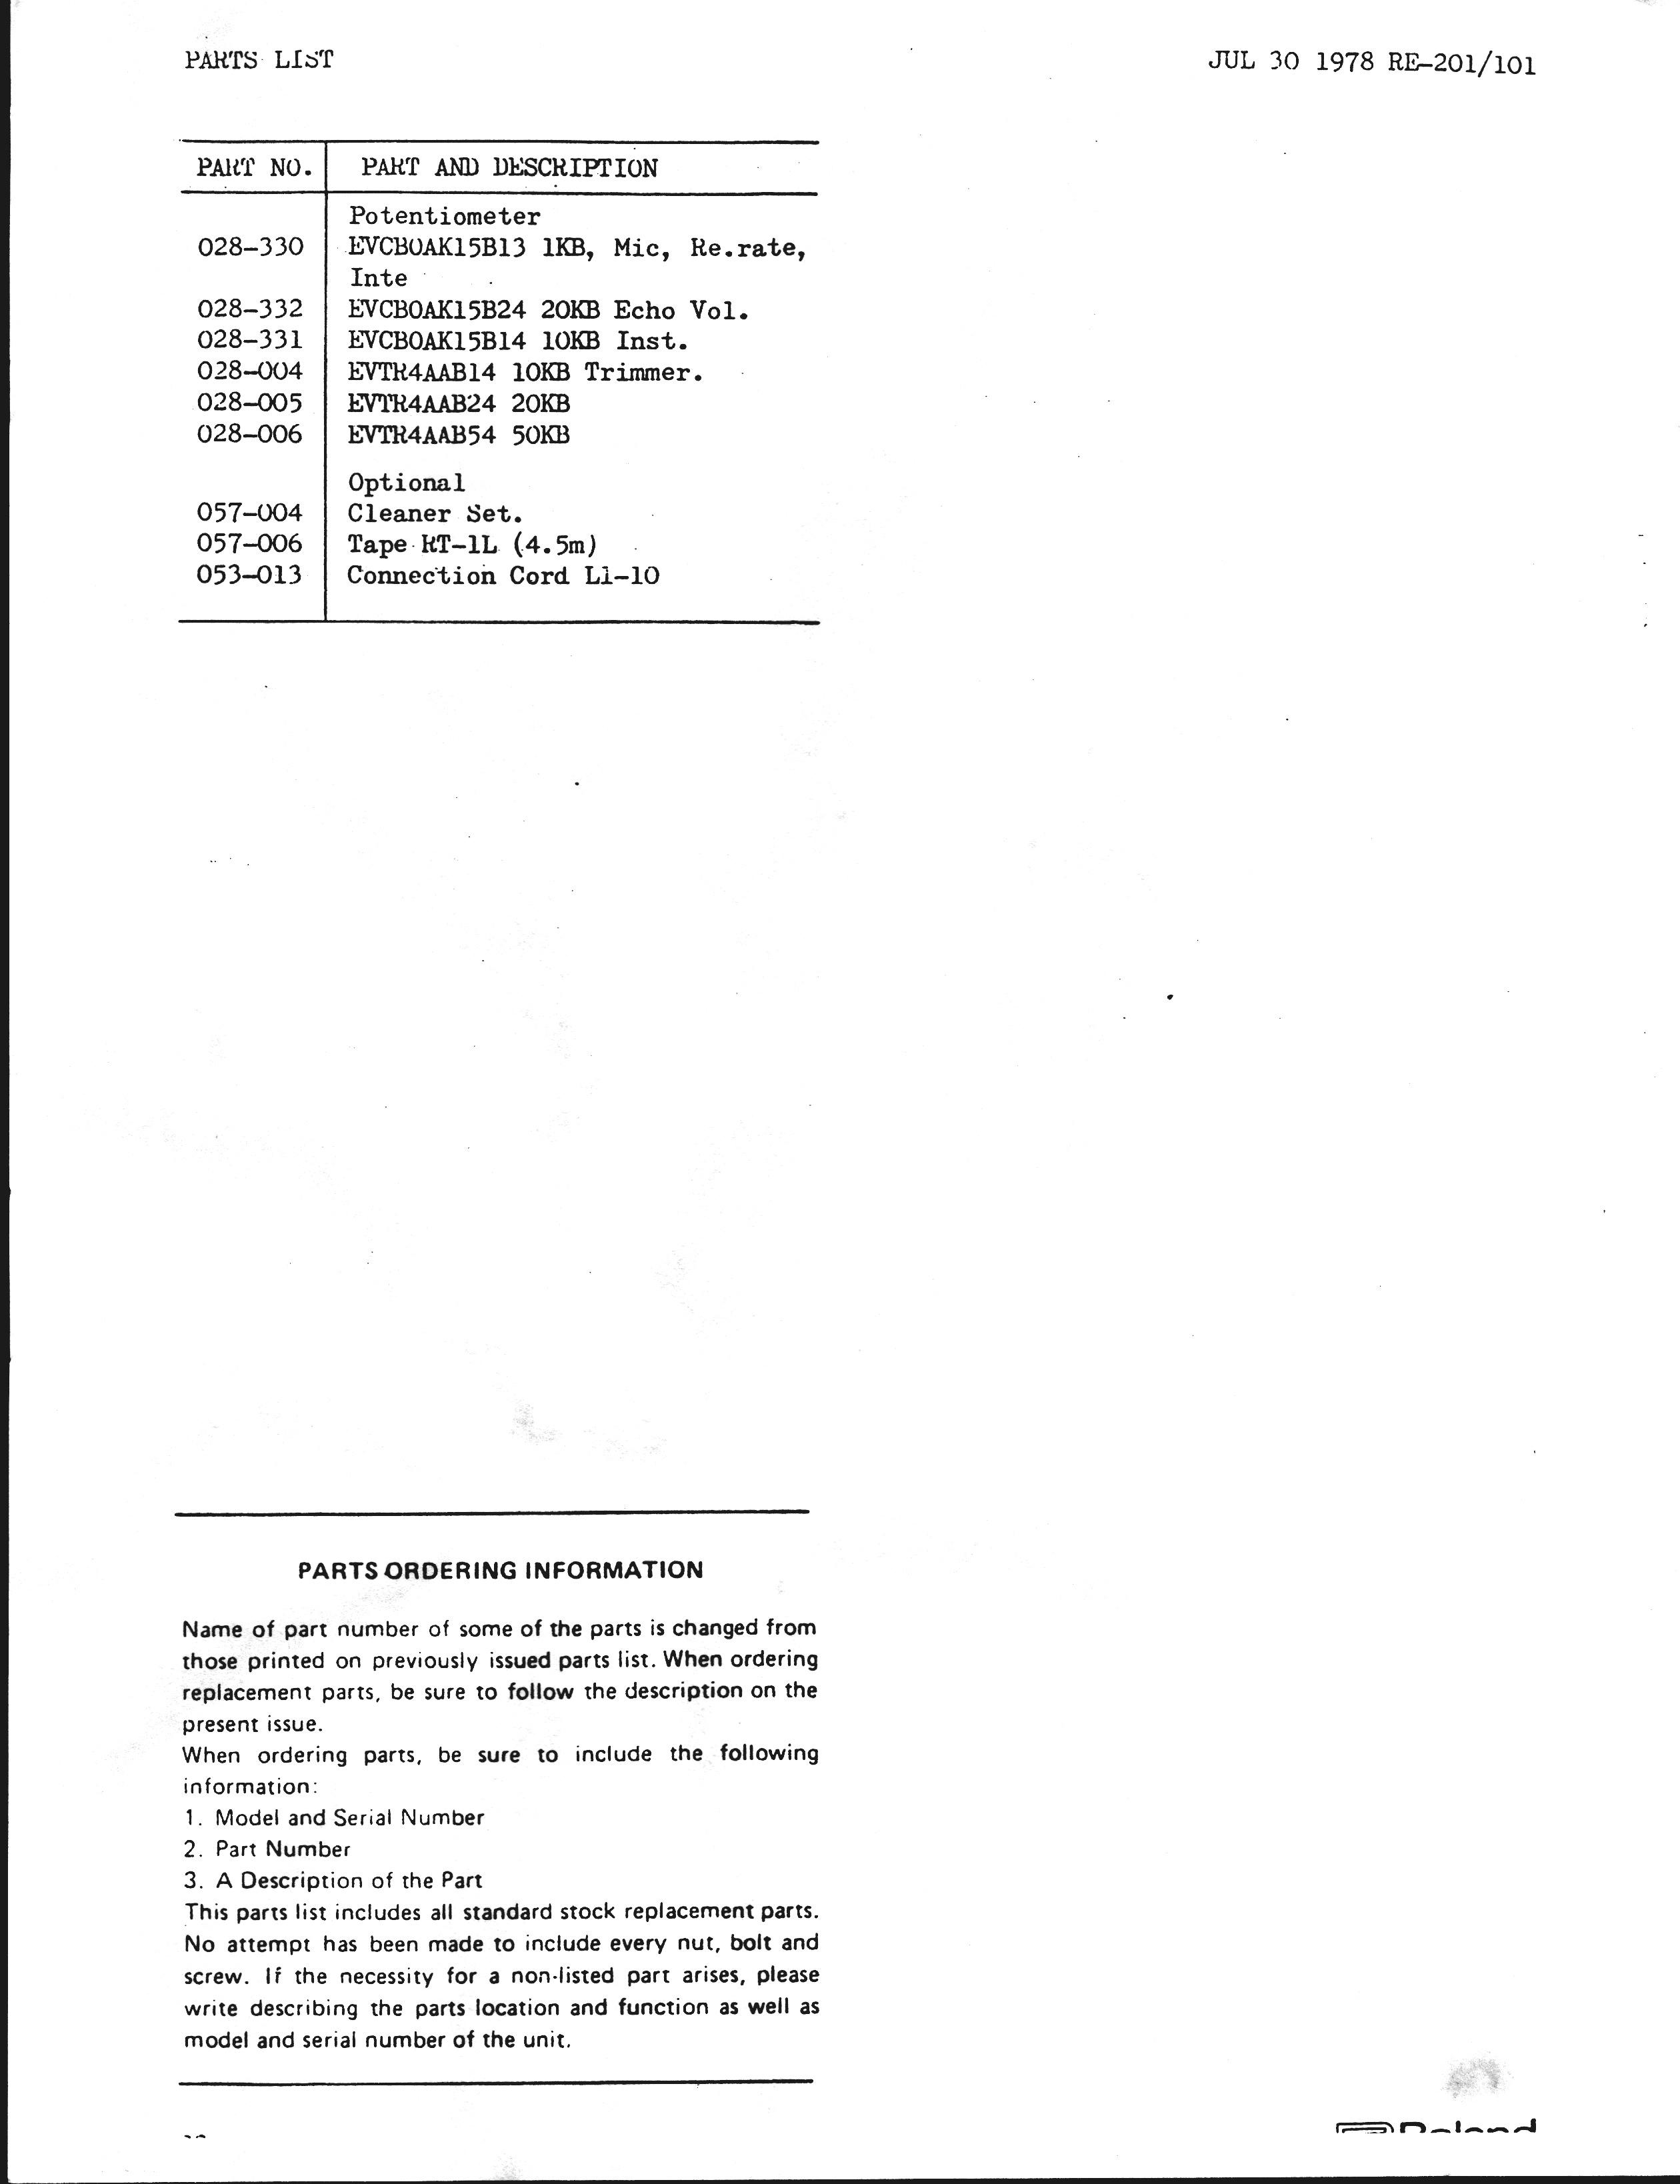 PARTS LIST
JUL 30 1978 RE-201/101
PART NO. PART AND DESCRIPTION
Potentiometer
028-330 EVCBOAK15B13 1KB, Mic, Re.rate,
Inte
028-332 EVCBOAK15B24 20KB Echo Vol.
028-331 EVCBOAK15B14 10KB Inst.
028-004 EVTR4AAB14 10KB Trimmer.
028-005 EVTR4AAB24 20KB
028-006 EVTR4AAB54 50KB
Optional
057-004 Cleaner Set.
057-006 Tape RT-1L (4.5m)
053-013 Connection Cord L1-10
PARTS ORDERING INFORMATION
Name of part number of some of the parts is changed from
those printed on previously issued parts list. When ordering
replacement parts, be sure to follow the description on the
present issue.
When ordering parts, be sure to include the following
information:
1. Model and Serial Number
2. Part Number
3. A Description of the Part
This parts list includes all standard stock replacement parts.
No attempt has been made to include every nut, bolt and
screw. If the necessity for a non-listed part arises, please
write describing the parts location and function as well as
model and serial number of the unit.
Roland